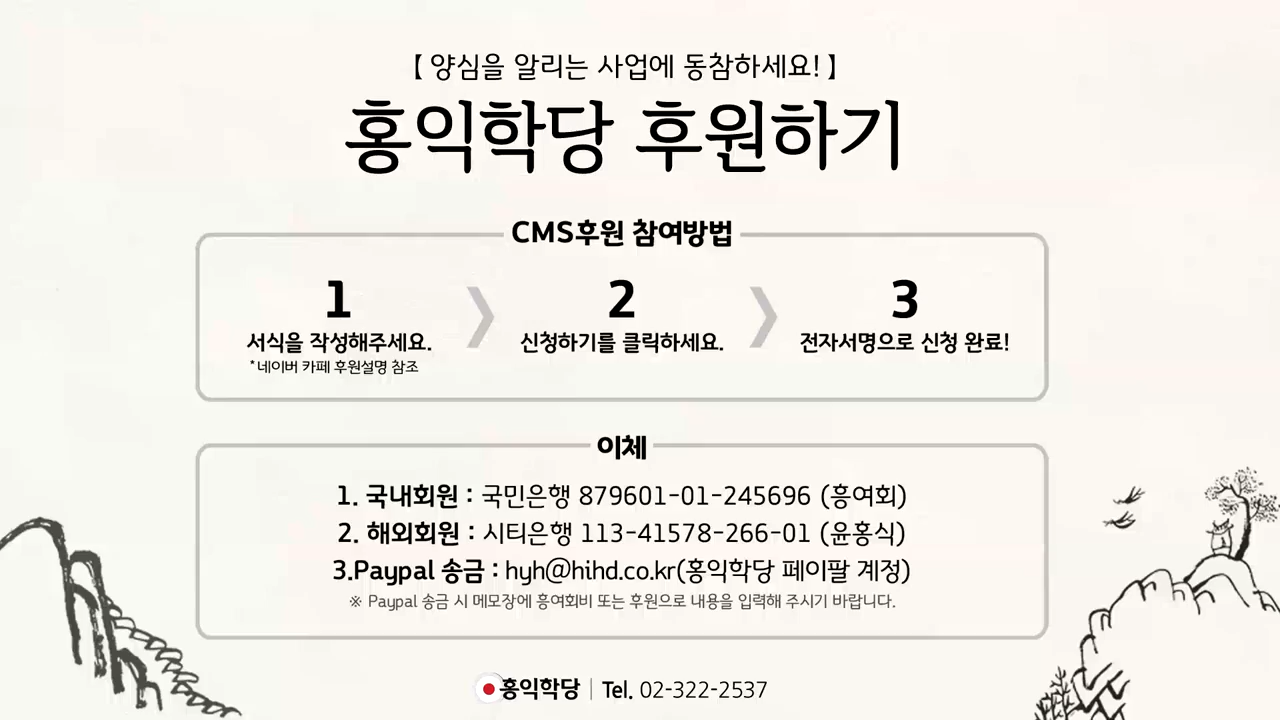 【 양심을 알리는 사업에 동참하세요! 】
홍익학당 후원하기
CMS후원 참여방법
1
서식을 작성해주세요.
*네이버 카페 후원설명 참조
2
신청하기를 클릭하세요.
3
전자서명으로 신청 완료!
이체
1. 국내회원 : 국민은행 879601-01-245696 (흥여회)
2. 해외회원 : 시티은행 113-41578-266-01 (윤홍식)
3.Paypal 송금 : hyh@hihd.co.kr(홍익학당 페이팔 계정)
※ Paypal 송금 시 메모장에 흥여회비 또는 후원으로 내용을 입력해 주시기 바랍니다.
홍익학당 | Tel. 02-322-2537